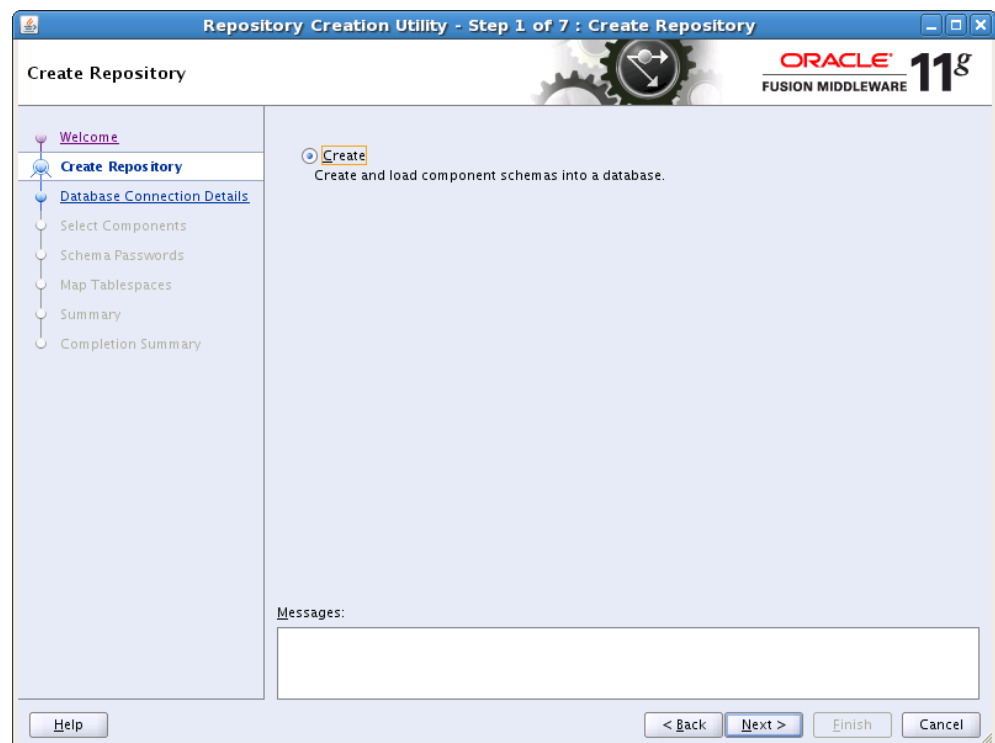 Repository Creation Utility - Step 1 of 7 : Create Repository
Create Repository
ORACLE
FUSION MIDDLEWARE
11g
Welcome
Create Repository
Database Connection Details
Select Components
Schema Passwords
Map Tablespaces
Summary
Completion Summary
Create
Create and load component schemas into a database.
Messages:
Help
< Back
Next >
Finish
Cancel